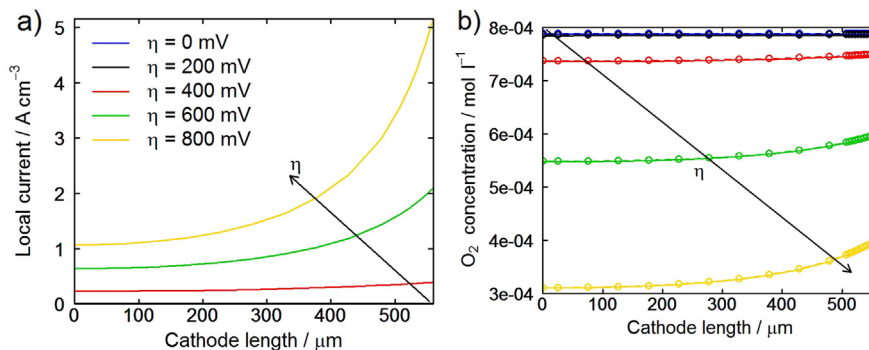 a)
Local current / A cm⁻³
5
4
3
2
1
0
η = 0 mV
η = 200 mV
η = 400 mV
η = 600 mV
η = 800 mV
η
0 100 200 300 400 500
Cathode length / μm
b)
O₂ concentration / mol l⁻¹
8e-04
7e-04
6e-04
5e-04
4e-04
3e-04
η
0 100 200 300 400 500
Cathode length / μm